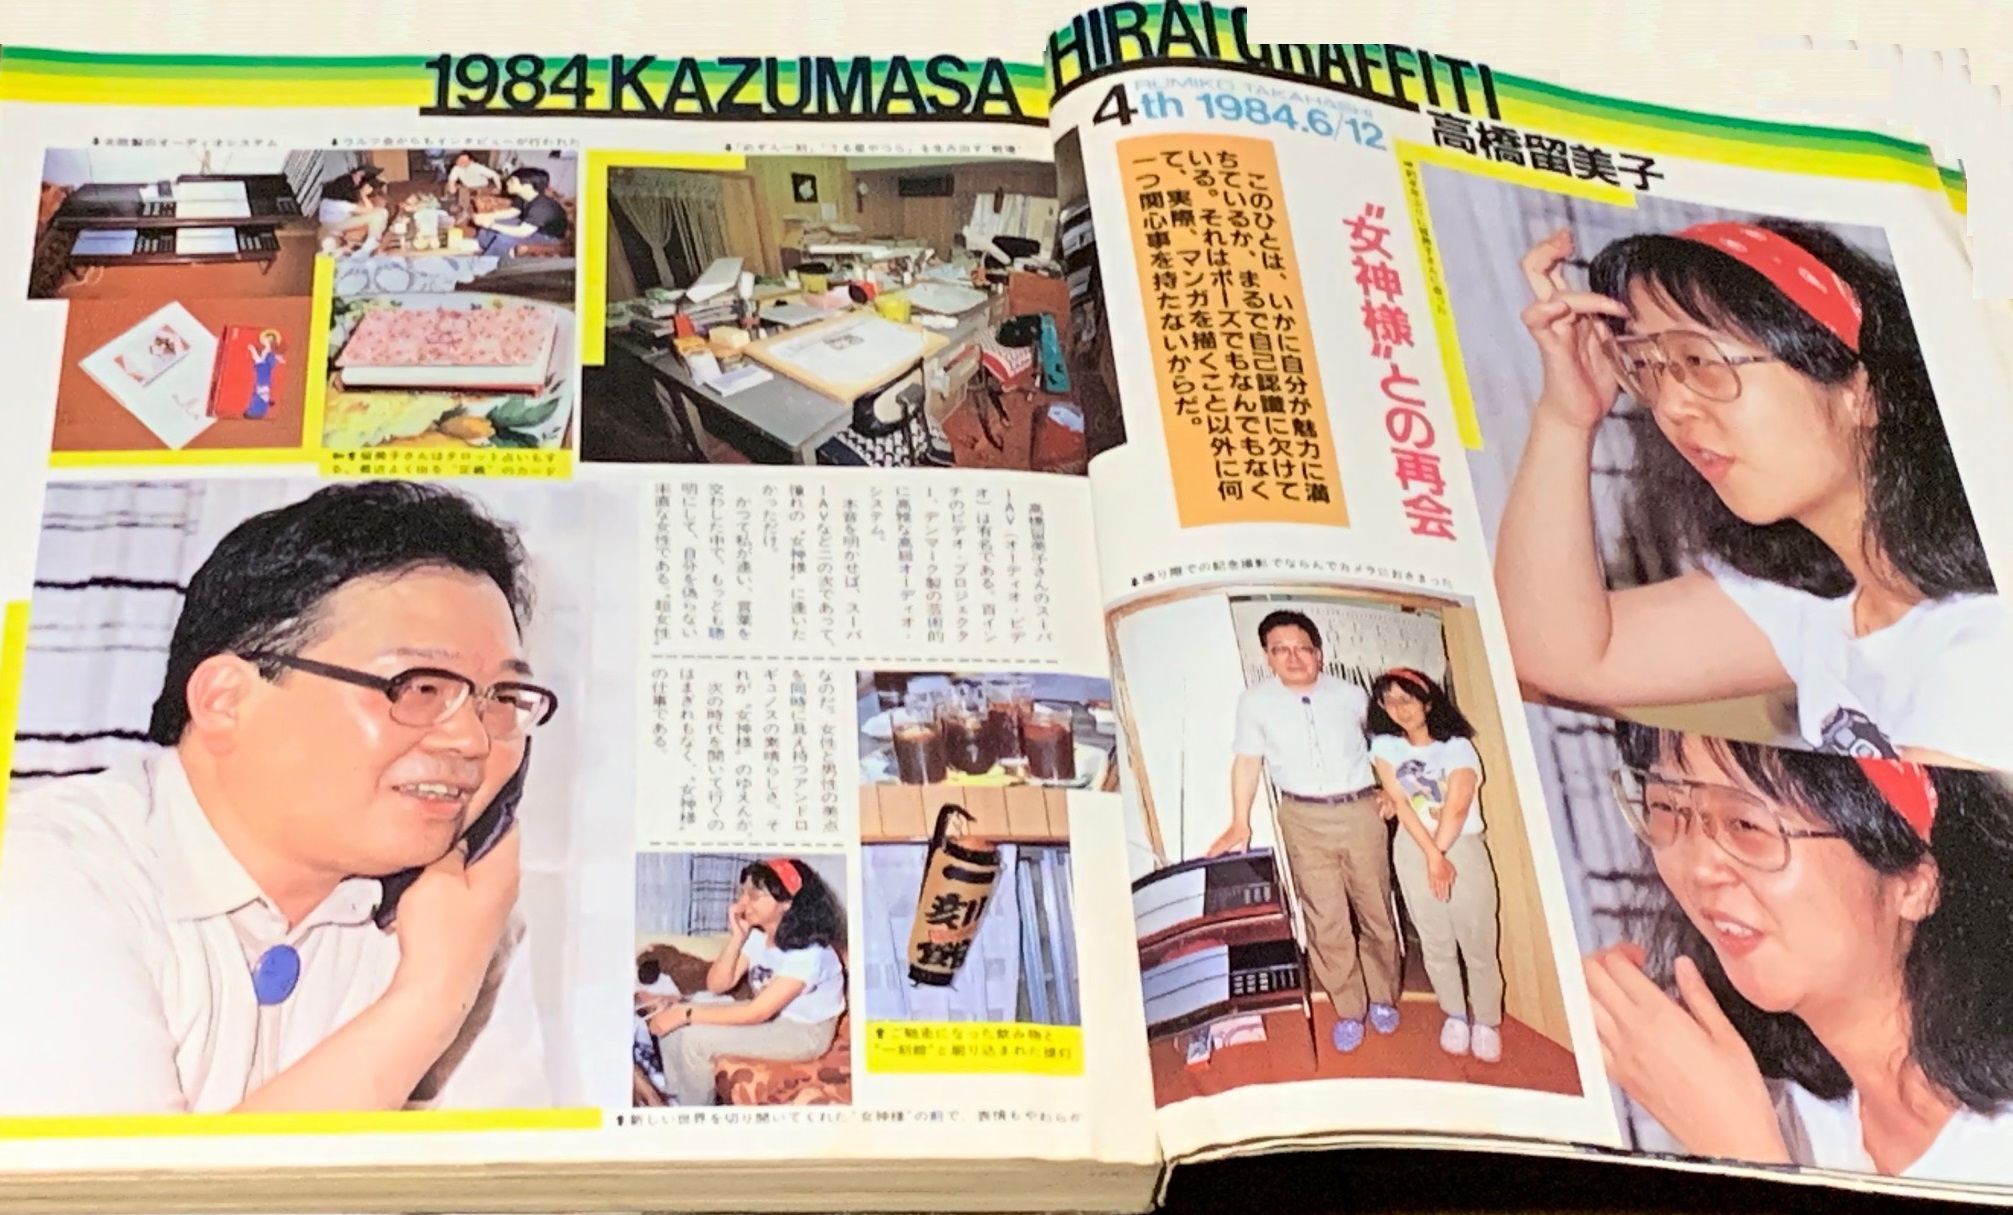 1984 KAZUMASA HIRAI GRAFFITI
4th 1984.6/12
RUMIKO TAKAHASHI
高橋留美子
“女神様”との再会
このひとは、いかに自分が魅力に満
ちているか、まるで自己認識に欠けて
いる。それはポーズでもなんでもなく
て、実際、マンガを描くこと以外に何
一つ関心事を持たないからだ。
北欧製のオーディオシステム
ウルフ会からもインタビューが行われた
「めぞん一刻」「うる星やつら」を生み出す
留美子さんはタロット占いもす
る。最近よく出る“正義”のカード
高橋留美子さんのスーパ
ーAV(オーディオ・ビデ
オ)は有名である。百イン
チのビデオ・プロジェクタ
ー、デンマーク製の芸術的
に高雅な高級オーディオ・
システム。
本音を明かせば、スーパ
ーAVなど二の次であって、
憧れの“女神様”に逢いた
かっただけ。
かつて私が逢い、言葉を
交わした中で、もっとも聡
明にして、自分を偽らない
率直な女性である。“超女性”
なのだ。女性と男性の美点
を同時に具え持つアンドロ
ギュノスの素晴らしさ。そ
れが“女神様”のゆえんか。
次の時代を開いて行くの
はまぎれもなく、“女神様”
の仕事である。
帰り際での記念撮影でならんでカメラにおさまった
一刻館
ご馳走になった飲み物と
“一刻館”と刷り込まれた提灯
新しい世界を切り開いてくれた“女神様”の前で、表情もやわらか